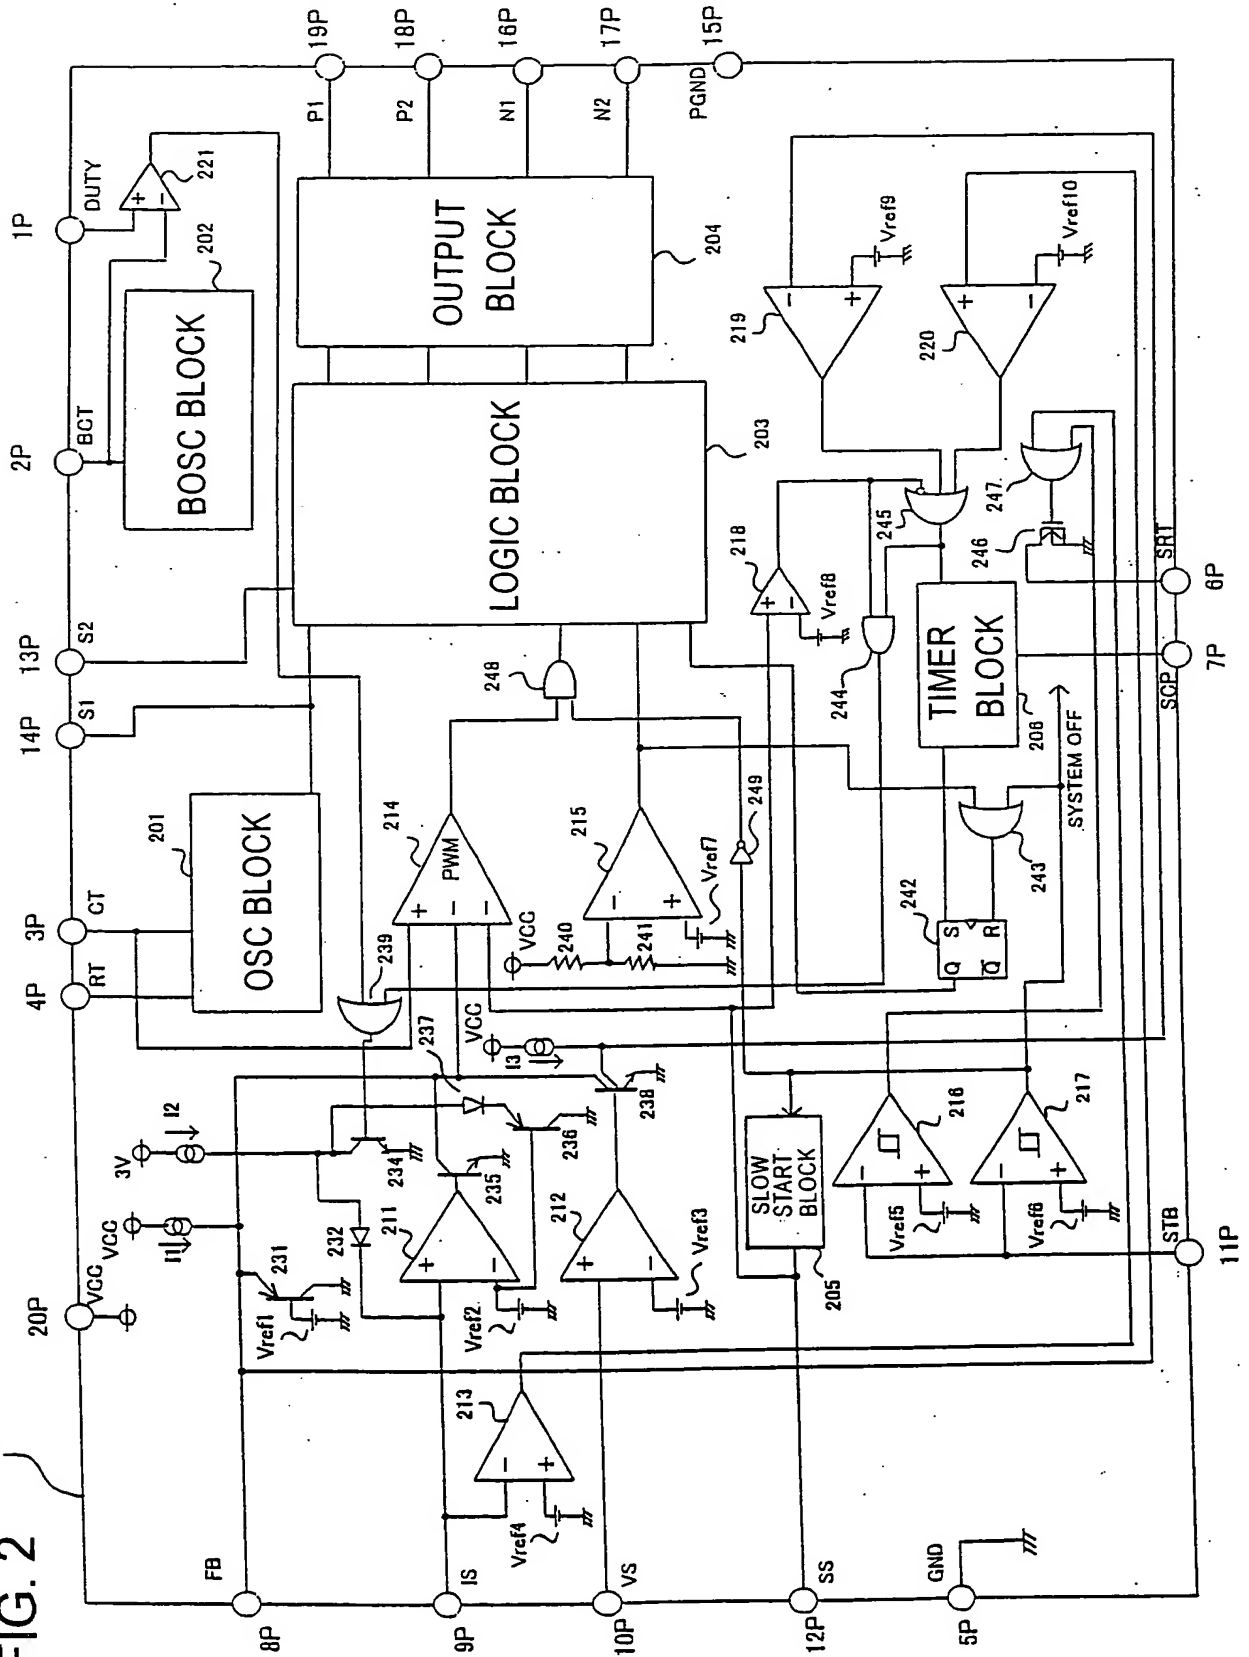 FIG. 2
20P
VCC
4P
RT
3P
CT
14P
S1
13P
S2
2P
BCT
1P
DUTY
OSC BLOCK
201
BOSC BLOCK
202
221
LOGIC BLOCK
203
OUTPUT
BLOCK
204
P1
19P
P2
18P
N1
16P
N2
17P
PGND
15P
8P
FB
9P
IS
10P
VS
12P
SS
5P
GND
VCC
I1
3V
I2
231
Vref1
232
234
235
236
237
238
239
VCC
I3
211
Vref2
212
Vref3
213
Vref4
PWM
214
215
VCC
240
241
Vref7
248
249
SLOW
START
BLOCK
205
216
Vref5
217
Vref6
STB
11P
218
Vref8
219
Vref9
220
Vref10
242
S
R
Q
Q̅
243
244
245
246
247
TIMER
BLOCK
206
SYSTEM OFF
SCP
7P
SRT
6P